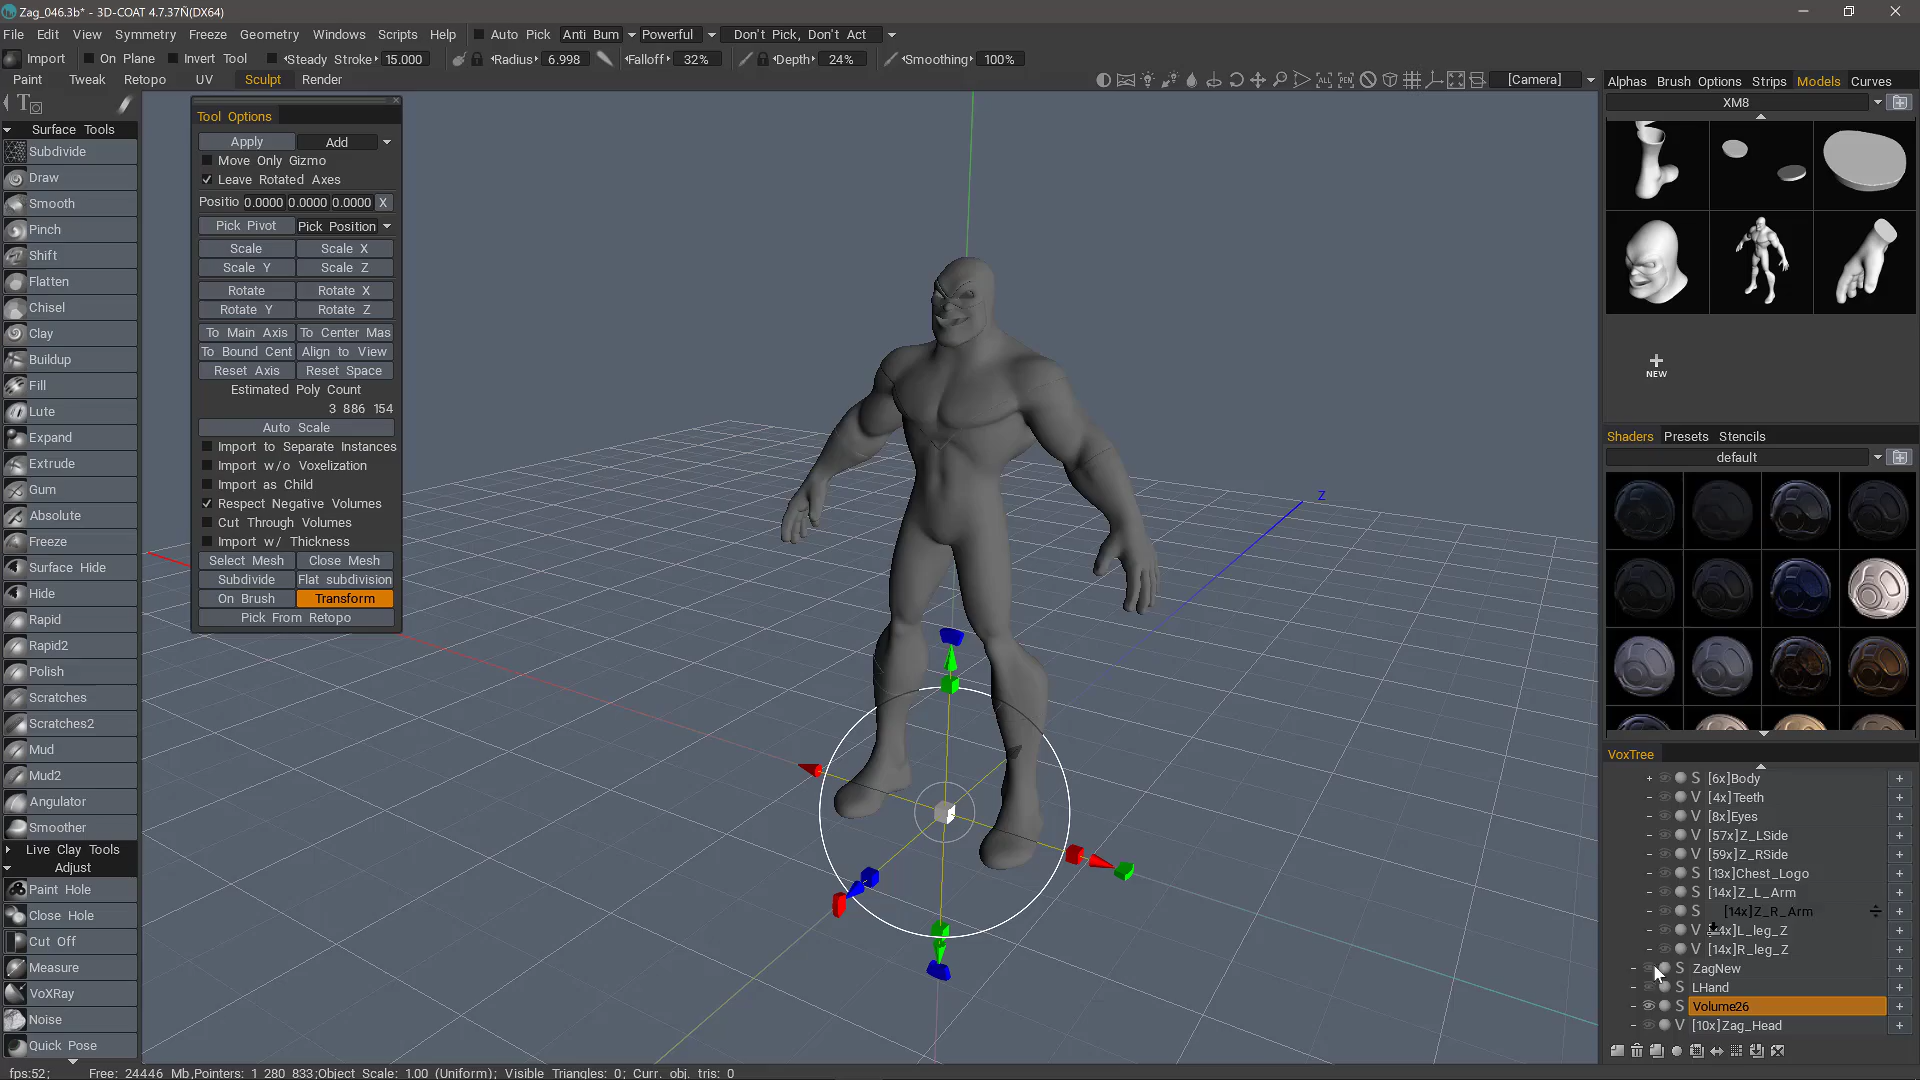 Zag_046.3b* - 3D-COAT 4.7.37Ñ(DX64)
File Edit View Symmetry Freeze Geometry Windows Scripts Help Auto Pick Anti Bum Powerful Don't Pick, Don't Act
Import On Plane Invert Tool Steady Stroke 15.000 Radius 6.998 Falloff 32% Depth 24% Smoothing 100%
Paint Tweak Retopo UV Sculpt Render ALL PEN [Camera]
Surface Tools
Subdivide
Draw
Smooth
Pinch
Shift
Flatten
Chisel
Clay
Buildup
Fill
Lute
Expand
Extrude
Gum
Absolute
Freeze
Surface Hide
Hide
Rapid
Rapid2
Polish
Scratches
Scratches2
Mud
Mud2
Angulator
Smoother
Live Clay Tools
Adjust
Paint Hole
Close Hole
Cut Off
Measure
VoXRay
Noise
Quick Pose
Tool Options
Apply Add
Move Only Gizmo
Leave Rotated Axes
Positio 0.0000 0.0000 0.0000 X
Pick Pivot Pick Position
Scale Scale X
Scale Y Scale Z
Rotate Rotate X
Rotate Y Rotate Z
To Main Axis To Center Mas
To Bound Cent Align to View
Reset Axis Reset Space
Estimated Poly Count
3 886 154
Auto Scale
Import to Separate Instances
Import w/o Voxelization
Import as Child
Respect Negative Volumes
Cut Through Volumes
Import w/ Thickness
Select Mesh Close Mesh
Subdivide Flat subdivision
On Brush Transform
Pick From Retopo
Z
Alphas Brush Options Strips Models Curves
XM8
NEW
Shaders Presets Stencils
default
VoxTree
+ S [6x]Body +
- V [4x]Teeth +
- V [8x]Eyes +
- V [57x]Z_LSide +
- V [59x]Z_RSide +
- S [13x]Chest_Logo +
- S [14x]Z_L_Arm +
- S [14x]Z_R_Arm
- V 4x]L_leg_Z +
- V [14x]R_leg_Z +
- S ZagNew +
- S LHand +
- S Volume26 +
- V [10x]Zag_Head +
fps:52; Free: 24446 Mb,Pointers: 1 280 833;Object Scale: 1.00 (Uniform); Visible Triangles: 0; Curr. obj. tris: 0